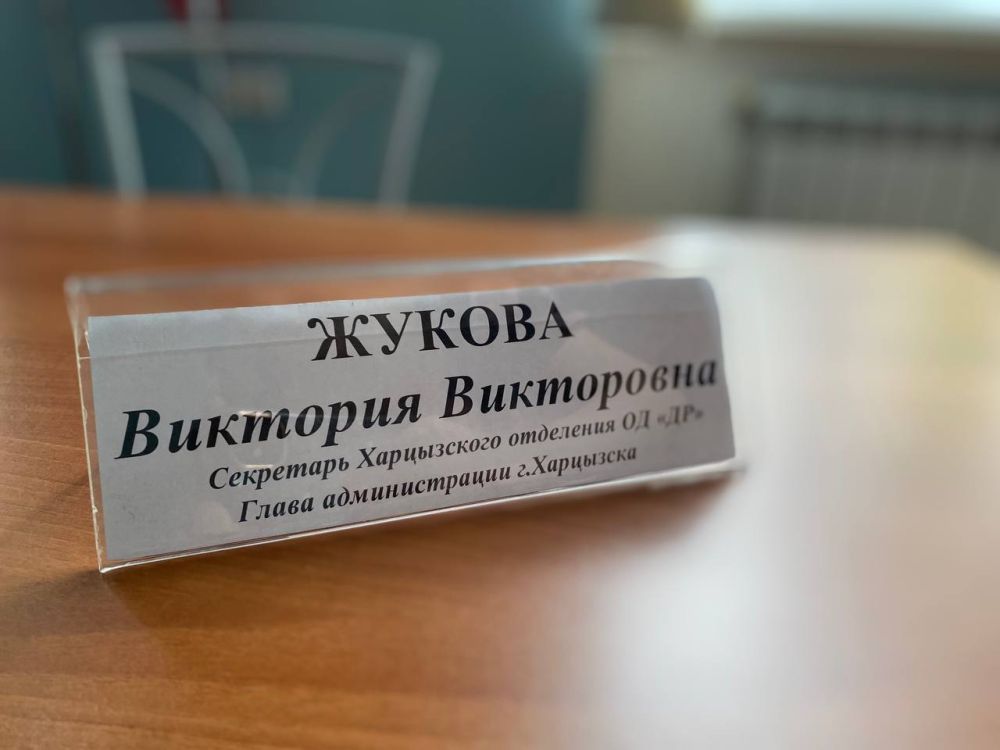 ЖУКОВА
Виктория Викторовна
Секретарь Харцызского отделения ОД «ДР»
Глава администрации г.Харцызска